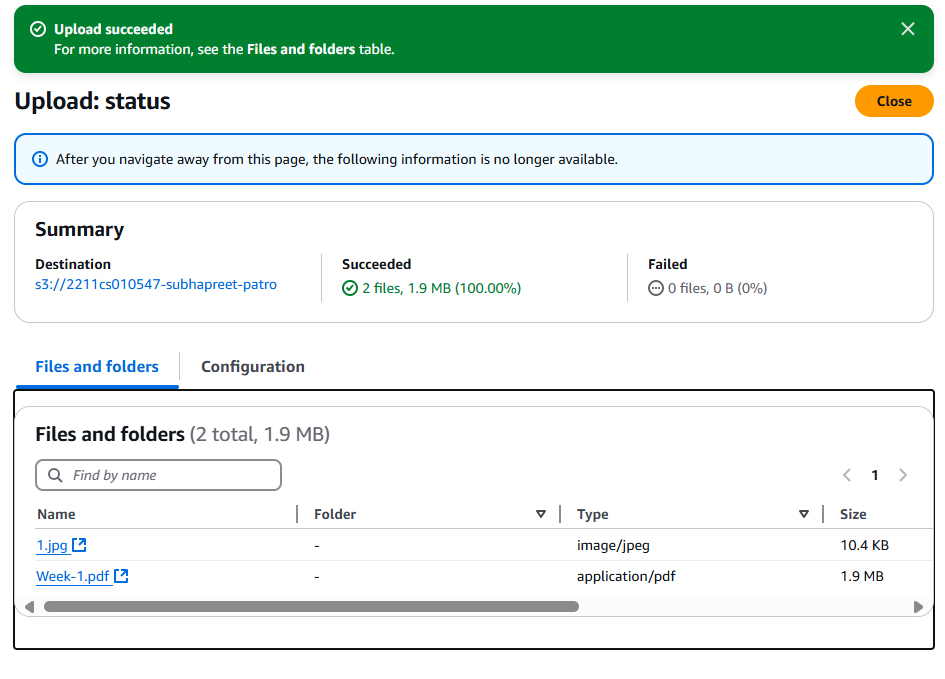 Upload succeeded
For more information, see the Files and folders table.
Upload: status
Close
After you navigate away from this page, the following information is no longer available.
Summary
Destination
s3://2211cs010547-subhapreet-patro
Succeeded
2 files, 1.9 MB (100.00%)
Failed
0 files, 0 B (0%)
Files and folders
Configuration
Files and folders (2 total, 1.9 MB)
Find by name
1
Name Folder Type Size
1.jpg - image/jpeg 10.4 KB
Week-1.pdf - application/pdf 1.9 MB